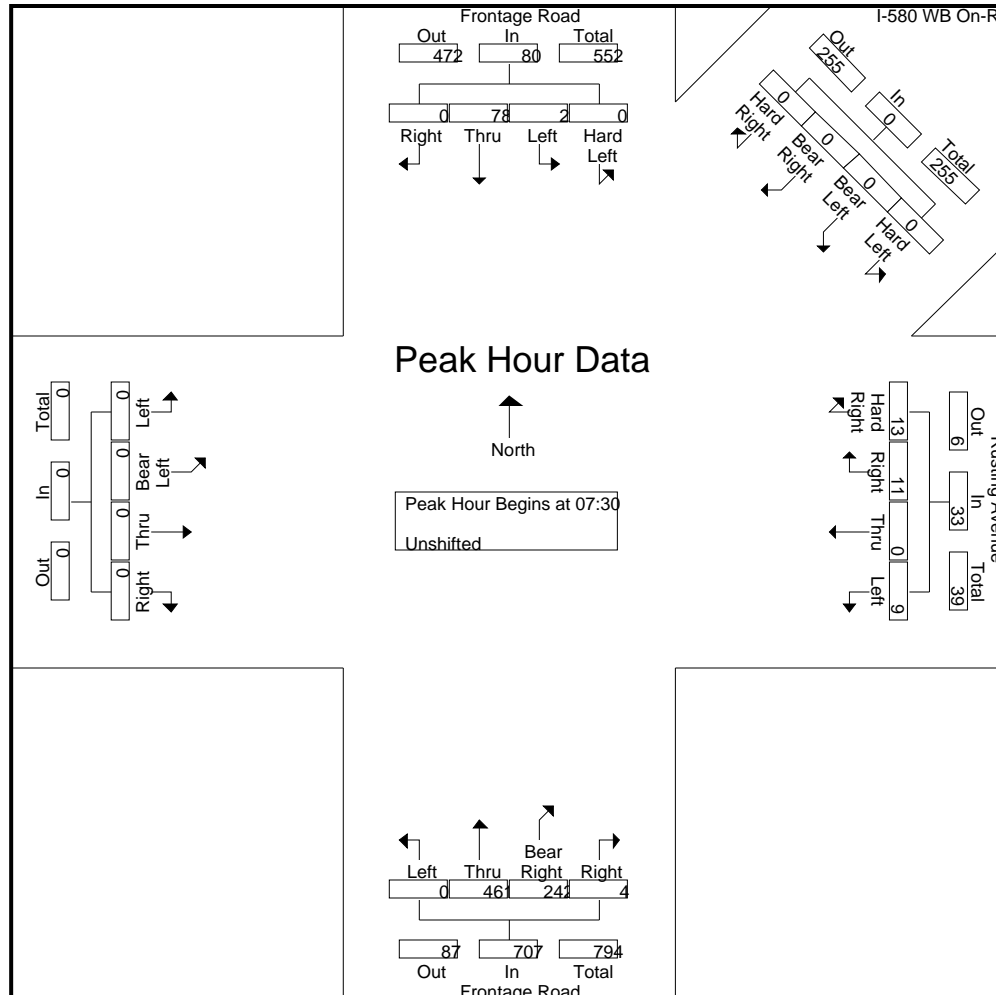 Frontage Road
Out In Total
472 80 552
0 78 2 0
Right Thru Left Hard Left
I-580 WB On-R
Out In Total
255 0 255
0 0 0 0
Hard Right Bear Right Bear Left Hard Left
Peak Hour Data
North
Peak Hour Begins at 07:30
Unshifted
Total In Out
0 0 0
0 0 0 0
Left Bear Left Thru Right
Hard Right Right Thru Left
13 11 0 9
Out In Total
6 33 39
Avenue
Left Thru Bear Right Right
0 461 242 4
87 707 794
Out In Total
Frontage Road